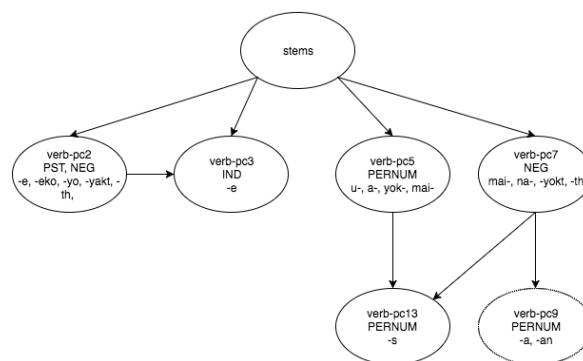 stems
verb-pc2
PST, NEG
-e, -eko, -yo, -yakt, -
th,
verb-pc3
IND
-e
verb-pc5
PERNUM
u-, a-, yok-, mai-
verb-pc7
NEG
mai-, na-, -yokt, -th
verb-pc13
PERNUM
-s
verb-pc9
PERNUM
-a, -an